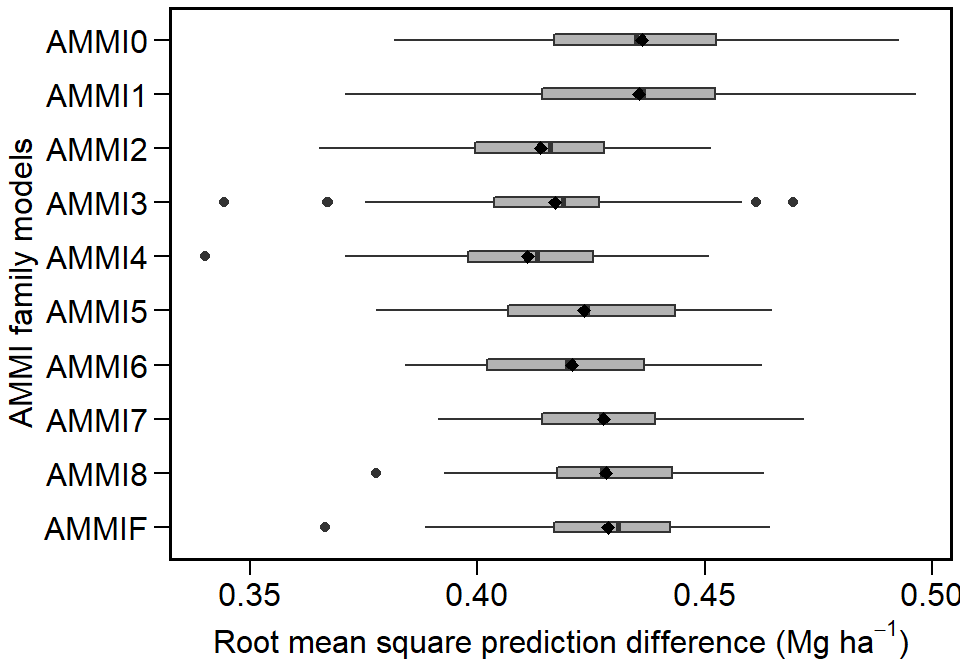 AMMI family models
AMMI0
AMMI1
AMMI2
AMMI3
AMMI4
AMMI5
AMMI6
AMMI7
AMMI8
AMMIF
0.35 0.40 0.45 0.50
Root mean square prediction difference (Mg ha⁻¹)